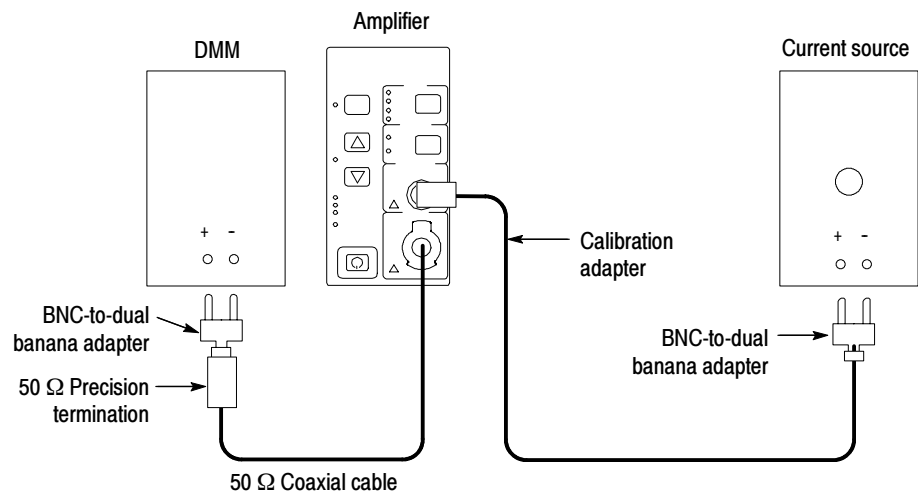 Amplifier
DMM
Current source
+ -
+ -
Calibration
adapter
BNC-to-dual
banana adapter
BNC-to-dual
banana adapter
50 Ω Precision
termination
50 Ω Coaxial cable